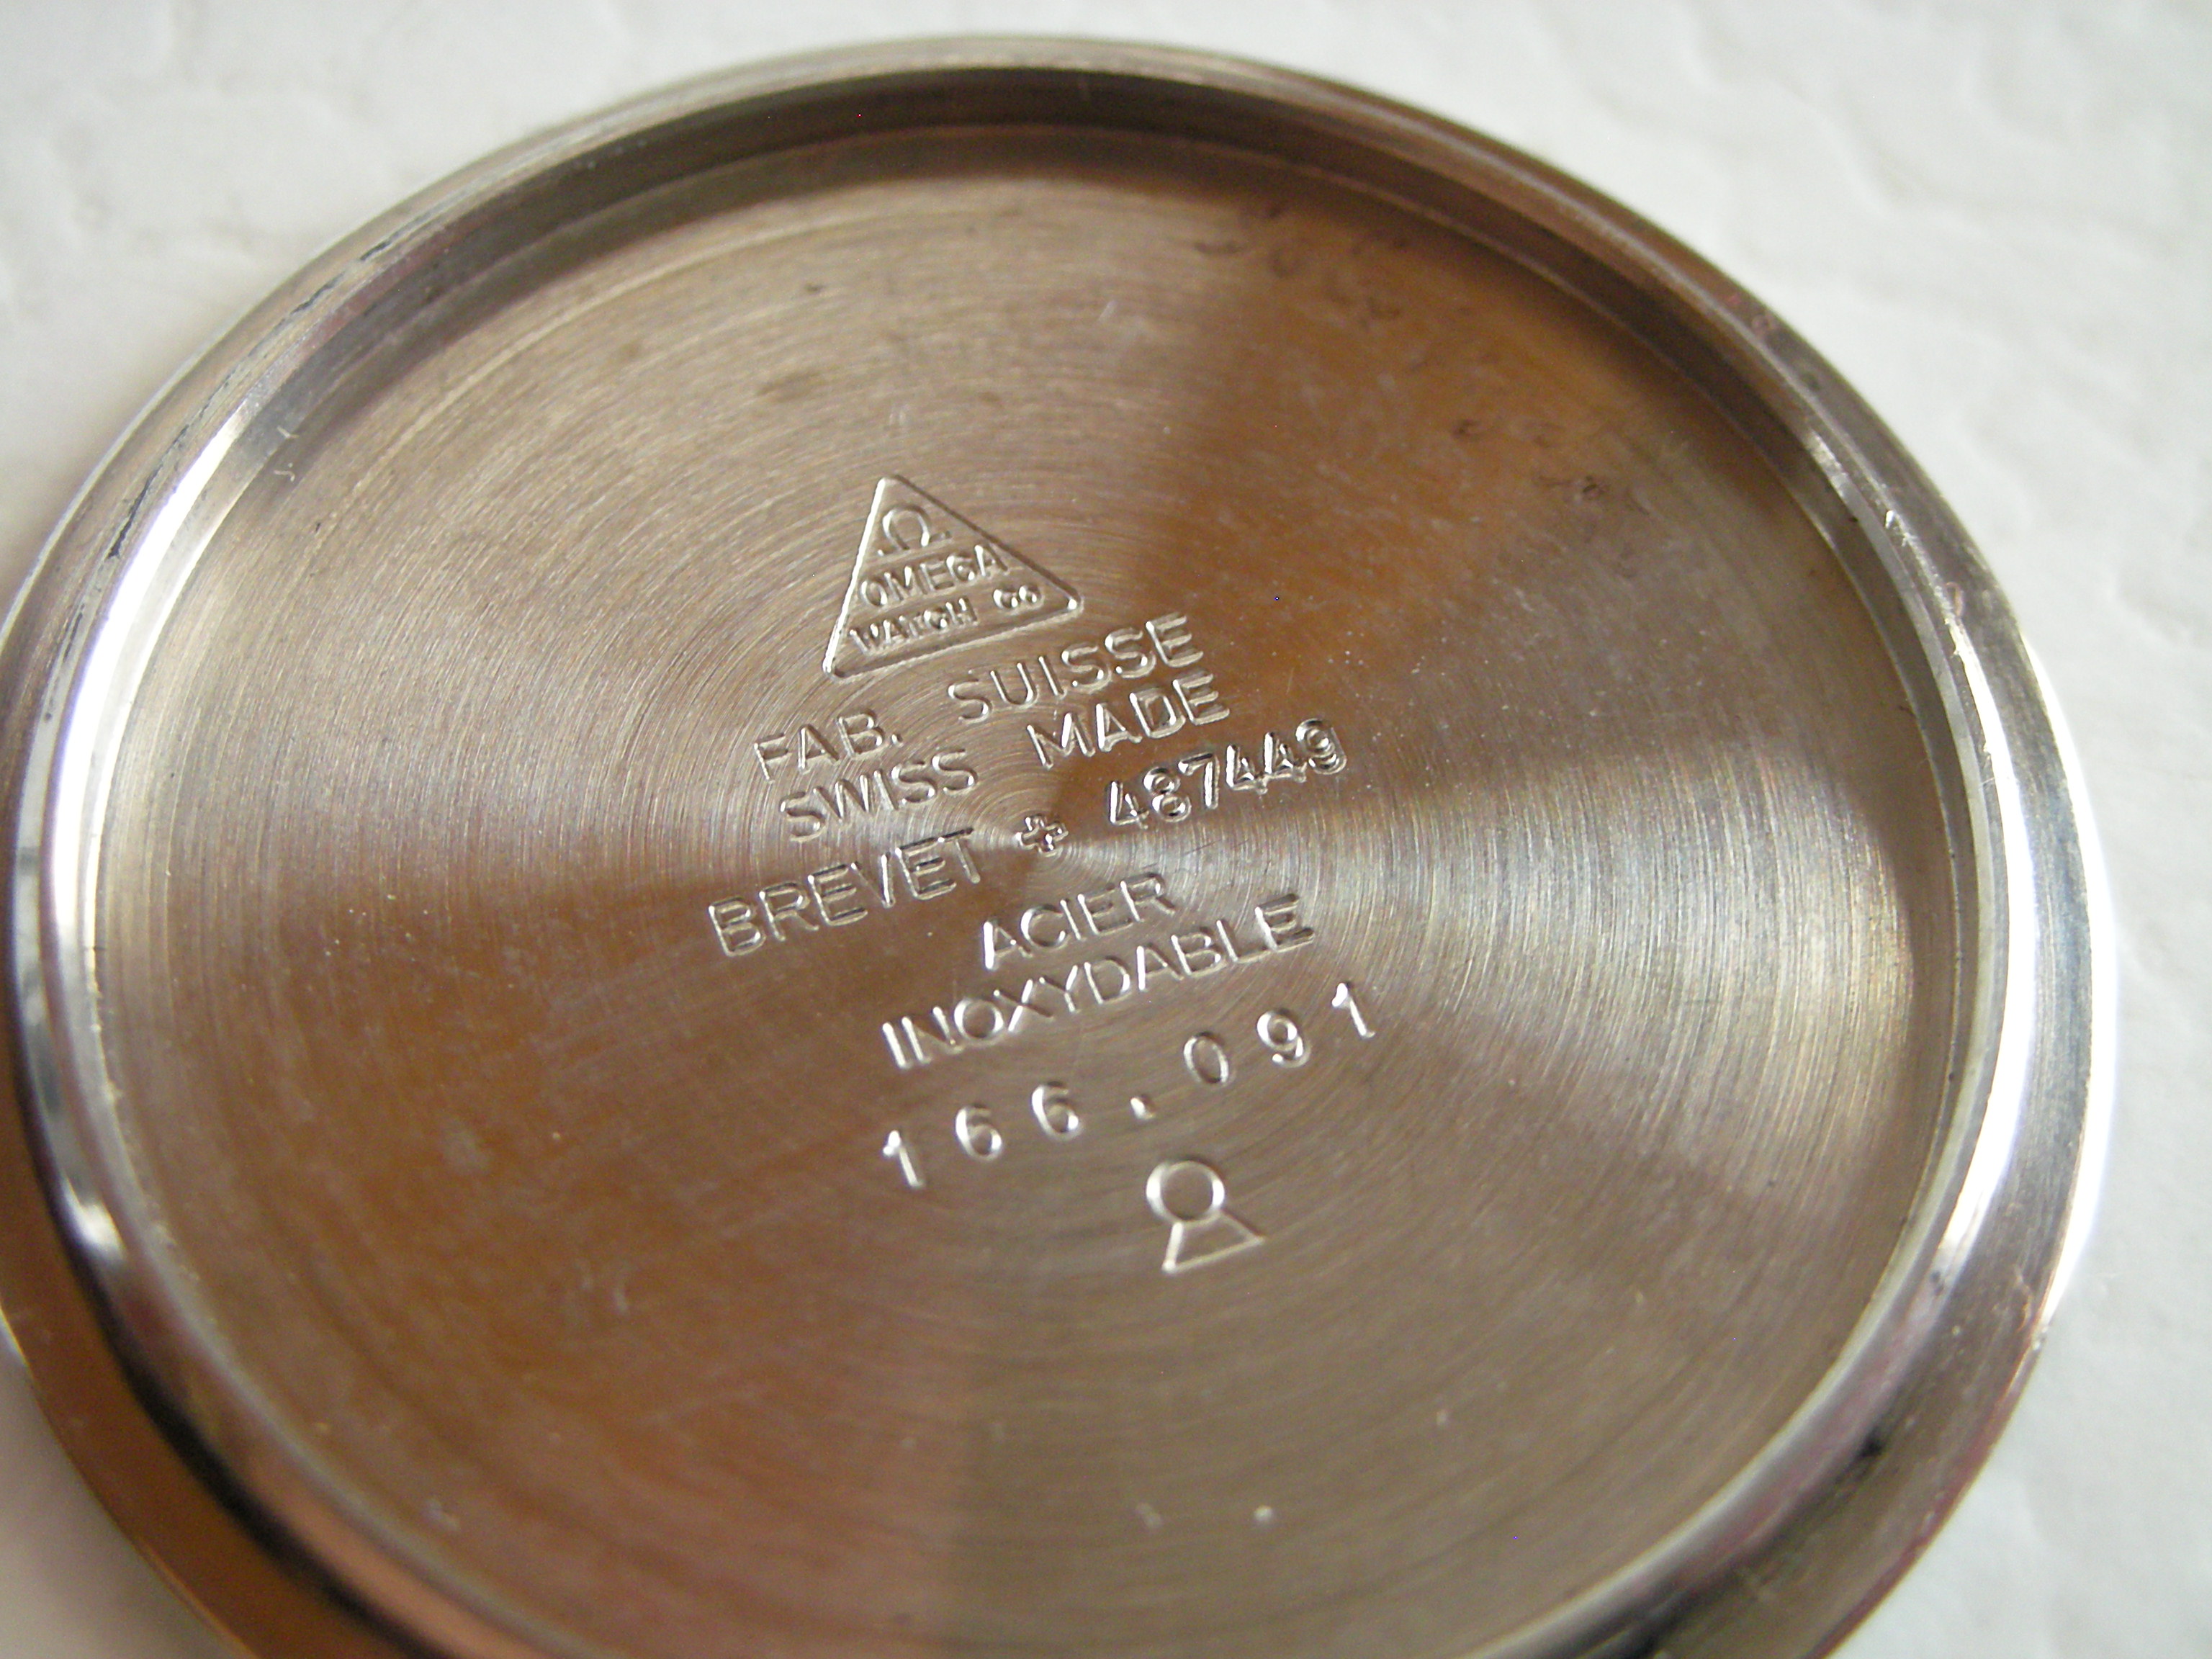 Ω
OMEGA
WATCH Co
FAB. SUISSE
SWISS MADE
BREVET + 487449
ACIER
INOXYDABLE
166.091